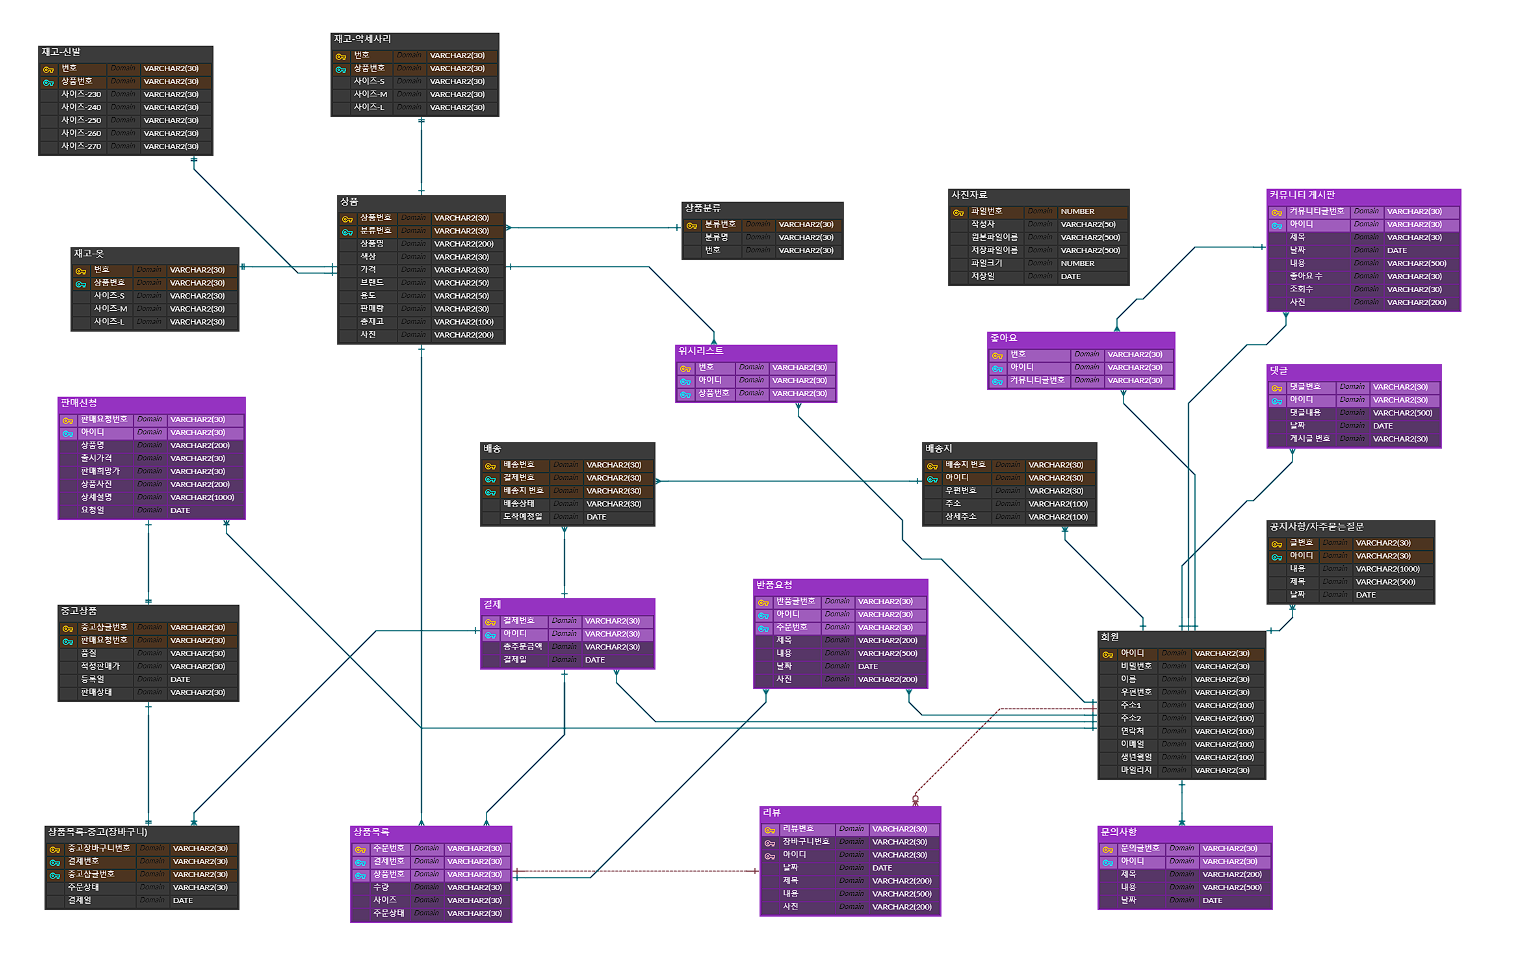 재고-신발
번호 Domain VARCHAR2(30)
상품번호 Domain VARCHAR2(30)
사이즈-230 Domain VARCHAR2(30)
사이즈-240 Domain VARCHAR2(30)
사이즈-250 Domain VARCHAR2(30)
사이즈-260 Domain VARCHAR2(30)
사이즈-270 Domain VARCHAR2(30)
재고-악세사리
번호 Domain VARCHAR2(30)
상품번호 Domain VARCHAR2(30)
사이즈-S Domain VARCHAR2(30)
사이즈-M Domain VARCHAR2(30)
사이즈-L Domain VARCHAR2(30)
상품
상품번호 Domain VARCHAR2(30)
분류번호 Domain VARCHAR2(30)
상품명 Domain VARCHAR2(200)
색상 Domain VARCHAR2(30)
가격 Domain VARCHAR2(30)
브랜드 Domain VARCHAR2(50)
용도 Domain VARCHAR2(50)
판매량 Domain VARCHAR2(30)
총재고 Domain VARCHAR2(100)
사진 Domain VARCHAR2(200)
상품분류
분류번호 Domain VARCHAR2(30)
분류명 Domain VARCHAR2(30)
번호 Domain VARCHAR2(30)
사진자료
파일번호 Domain NUMBER
작성자 Domain VARCHAR2(50)
원본파일이름 Domain VARCHAR2(500)
저장파일이름 Domain VARCHAR2(500)
파일크기 Domain NUMBER
저장일 Domain DATE
커뮤니티 게시판
커뮤니티글번호 Domain VARCHAR2(30)
아이디 Domain VARCHAR2(30)
제목 Domain VARCHAR2(30)
날짜 Domain DATE
내용 Domain VARCHAR2(500)
좋아요 수 Domain VARCHAR2(30)
조회수 Domain VARCHAR2(30)
사진 Domain VARCHAR2(200)
재고-옷
번호 Domain VARCHAR2(30)
상품번호 Domain VARCHAR2(30)
사이즈-S Domain VARCHAR2(30)
사이즈-M Domain VARCHAR2(30)
사이즈-L Domain VARCHAR2(30)
위시리스트
번호 Domain VARCHAR2(30)
아이디 Domain VARCHAR2(30)
상품번호 Domain VARCHAR2(30)
좋아요
번호 Domain VARCHAR2(30)
아이디 Domain VARCHAR2(30)
커뮤니티글번호 Domain VARCHAR2(30)
댓글
댓글번호 Domain VARCHAR2(30)
아이디 Domain VARCHAR2(30)
댓글내용 Domain VARCHAR2(500)
날짜 Domain DATE
게시글 번호 Domain VARCHAR2(30)
판매신청
판매요청번호 Domain VARCHAR2(30)
아이디 Domain VARCHAR2(30)
상품명 Domain VARCHAR2(200)
출시가격 Domain VARCHAR2(30)
판매희망가 Domain VARCHAR2(30)
상품사진 Domain VARCHAR2(200)
상세설명 Domain VARCHAR2(1000)
요청일 Domain DATE
배송
배송번호 Domain VARCHAR2(30)
결제번호 Domain VARCHAR2(30)
배송지 번호 Domain VARCHAR2(30)
배송상태 Domain VARCHAR2(30)
도착예정일 Domain DATE
배송지
배송지 번호 Domain VARCHAR2(30)
아이디 Domain VARCHAR2(30)
우편번호 Domain VARCHAR2(30)
주소 Domain VARCHAR2(100)
상세주소 Domain VARCHAR2(100)
공지사항/자주묻는질문
글번호 Domain VARCHAR2(30)
아이디 Domain VARCHAR2(30)
내용 Domain VARCHAR2(1000)
제목 Domain VARCHAR2(500)
날짜 Domain DATE
중고상품
중고상글번호 Domain VARCHAR2(30)
판매요청번호 Domain VARCHAR2(30)
품질 Domain VARCHAR2(30)
적정판매가 Domain VARCHAR2(30)
등록일 Domain DATE
판매상태 Domain VARCHAR2(30)
결제
결제번호 Domain VARCHAR2(30)
아이디 Domain VARCHAR2(30)
총주문금액 Domain VARCHAR2(30)
결제일 Domain DATE
반품요청
반품글번호 Domain VARCHAR2(30)
아이디 Domain VARCHAR2(30)
주문번호 Domain VARCHAR2(30)
제목 Domain VARCHAR2(200)
내용 Domain VARCHAR2(500)
날짜 Domain DATE
사진 Domain VARCHAR2(200)
회원
아이디 Domain VARCHAR2(30)
비밀번호 Domain VARCHAR2(30)
이름 Domain VARCHAR2(30)
우편번호 Domain VARCHAR2(30)
주소1 Domain VARCHAR2(100)
주소2 Domain VARCHAR2(100)
연락처 Domain VARCHAR2(100)
이메일 Domain VARCHAR2(100)
생년월일 Domain VARCHAR2(100)
마일리지 Domain VARCHAR2(30)
상품목록-중고(장바구니)
중고장바구니번호 Domain VARCHAR2(30)
결제번호 Domain VARCHAR2(30)
중고상글번호 Domain VARCHAR2(30)
주문상태 Domain VARCHAR2(30)
결제일 Domain DATE
상품목록
주문번호 Domain VARCHAR2(30)
결제번호 Domain VARCHAR2(30)
상품번호 Domain VARCHAR2(30)
수량 Domain VARCHAR2(30)
사이즈 Domain VARCHAR2(30)
주문상태 Domain VARCHAR2(30)
리뷰
리뷰번호 Domain VARCHAR2(30)
장바구니번호 Domain VARCHAR2(30)
아이디 Domain VARCHAR2(30)
날짜 Domain DATE
제목 Domain VARCHAR2(200)
내용 Domain VARCHAR2(500)
사진 Domain VARCHAR2(200)
문의사항
문의글번호 Domain VARCHAR2(30)
아이디 Domain VARCHAR2(30)
제목 Domain VARCHAR2(200)
내용 Domain VARCHAR2(500)
날짜 Domain DATE